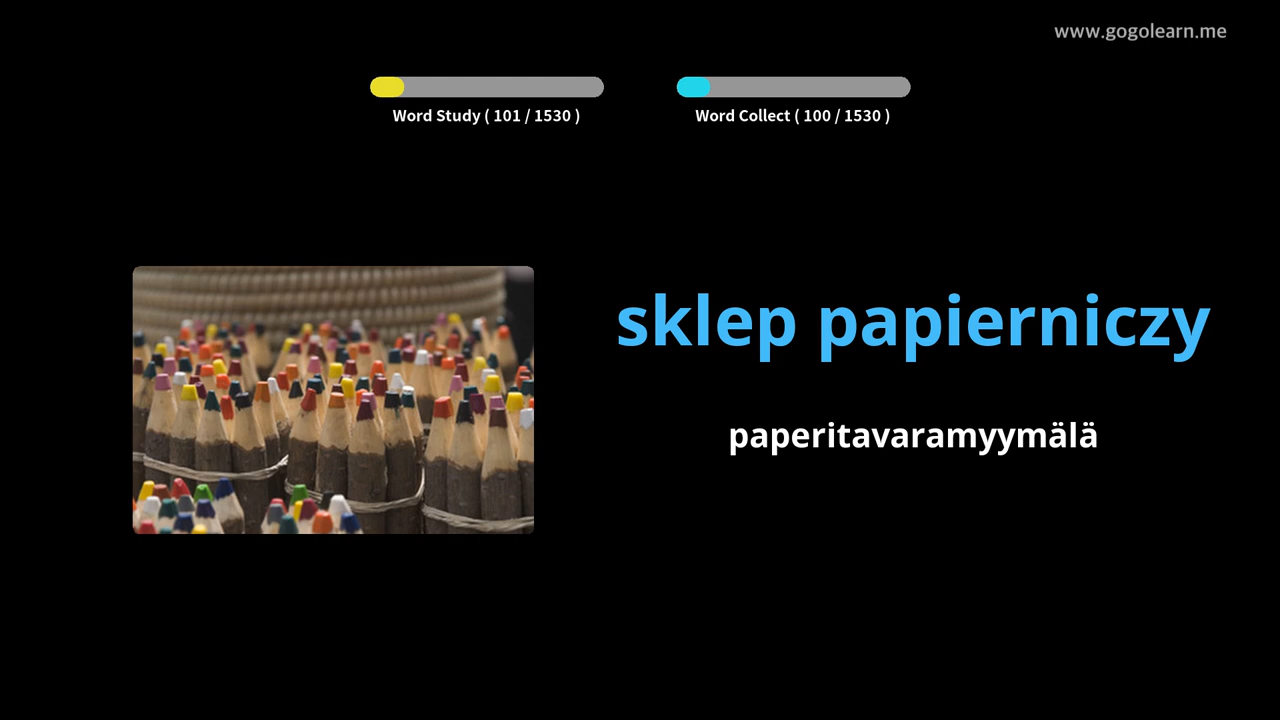 www.gogolearn.me
Word Study ( 101 / 1530 )
Word Collect ( 100 / 1530 )
sklep papierniczy
paperitavaramyymälä